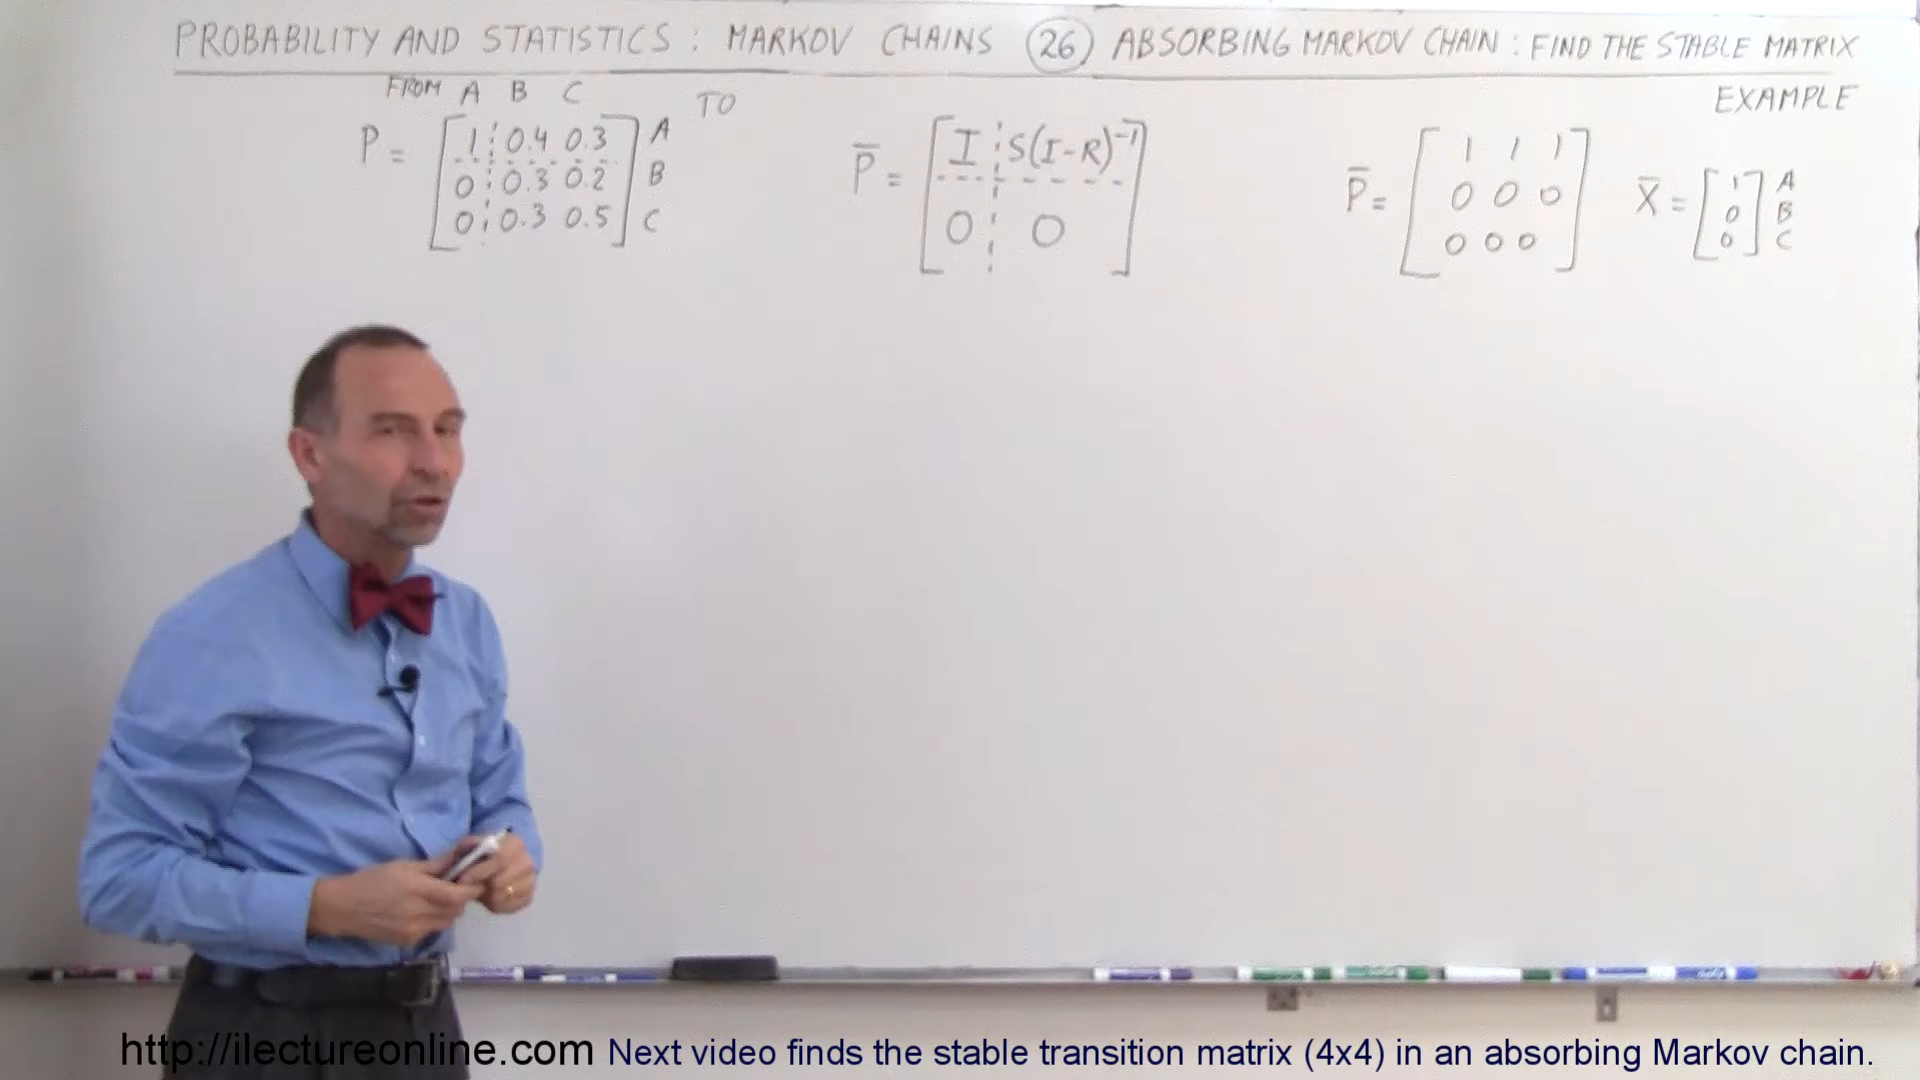 PROBABILITY AND STATISTICS : MARKOV CHAINS 26 ABSORBING MARKOV CHAIN : FIND THE STABLE MATRIX
EXAMPLE
FROM A B C TO
P = [ 1 0.4 0.3 ] A
0 0.3 0.2 B
0 0.3 0.5 C
P̅ = [ I S(I-R)⁻¹ ]
0 0
P̅ = [ 1 1 1 ]
0 0 0
0 0 0
X̅ = [ 1 ] A
0 B
0 C
http://ilectureonline.com Next video finds the stable transition matrix (4x4) in an absorbing Markov chain.